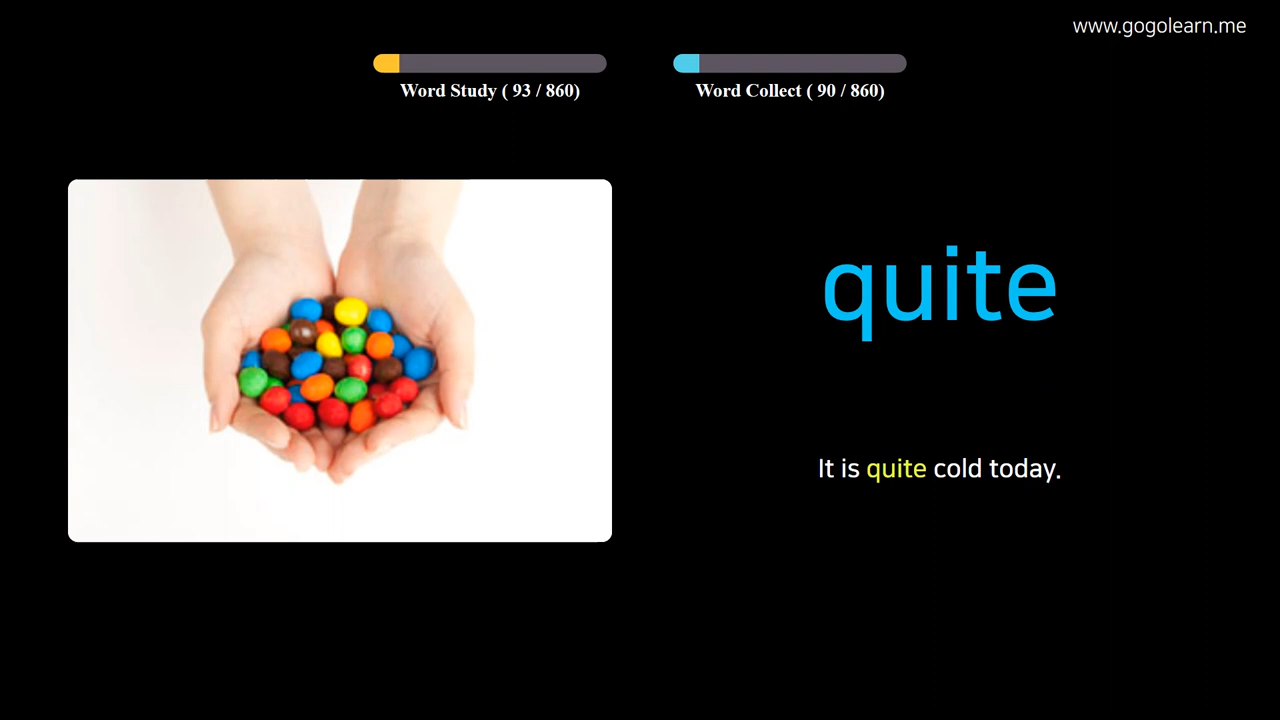 www.gogolearn.me
Word Study ( 93 / 860)
Word Collect ( 90 / 860)
quite
It is quite cold today.